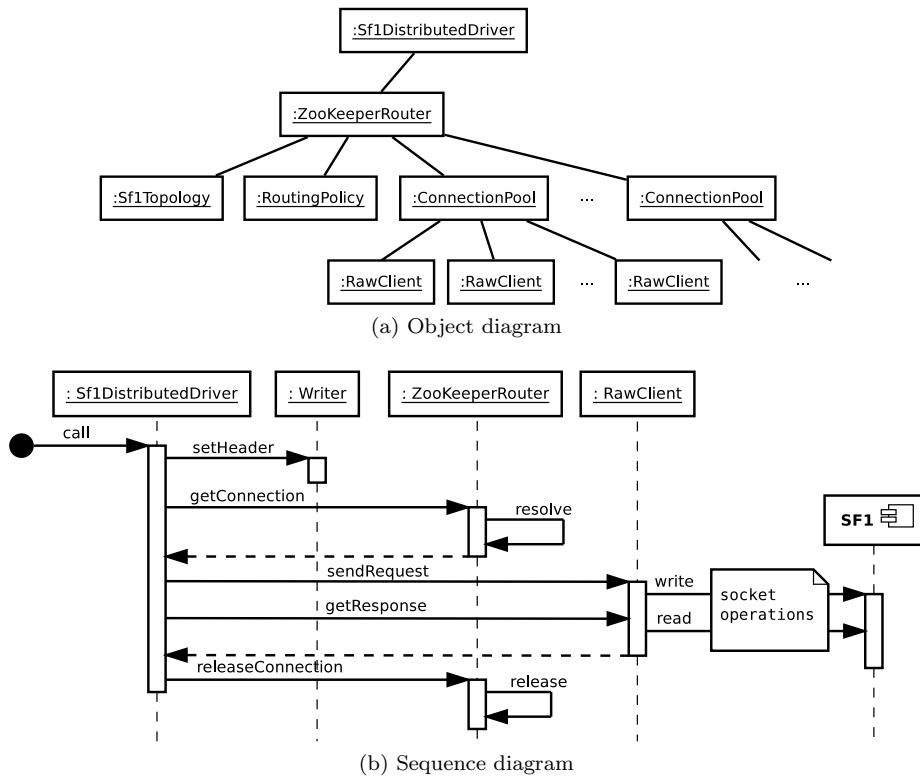 :Sf1DistributedDriver
:ZooKeeperRouter
:Sf1Topology
:RoutingPolicy
:ConnectionPool
...
:ConnectionPool
:RawClient
:RawClient
...
:RawClient
...
(a) Object diagram
: Sf1DistributedDriver
: Writer
: ZooKeeperRouter
: RawClient
call
setHeader
getConnection
resolve
SF1
sendRequest
write
socket
operations
getResponse
read
releaseConnection
release
(b) Sequence diagram